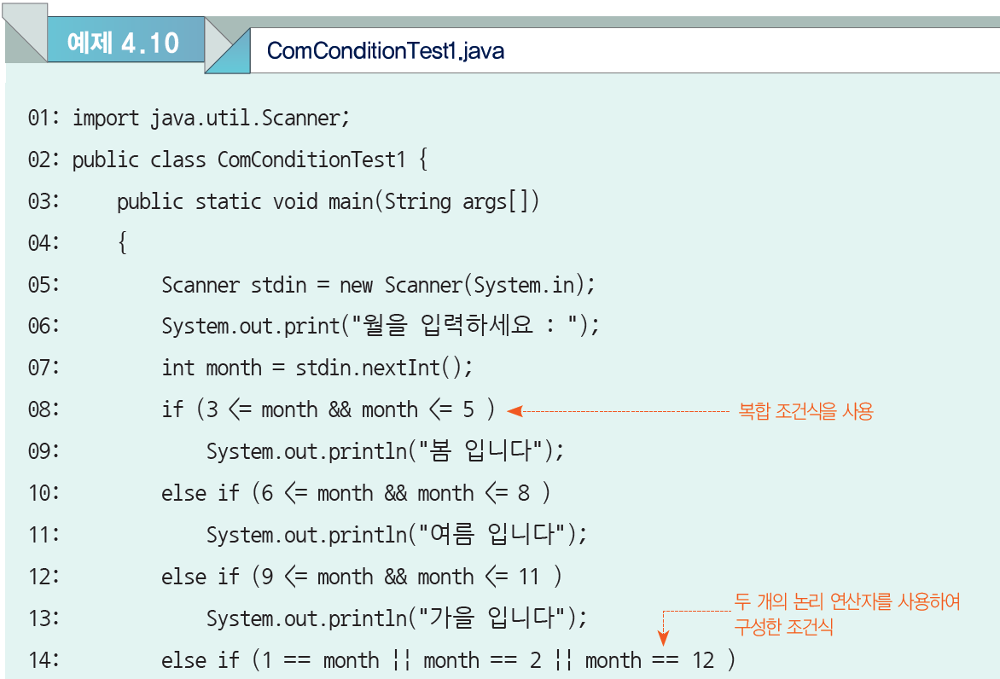 예제 4.10
ComConditionTest1.java
01: import java.util.Scanner;
02: public class ComConditionTest1 {
03:     public static void main(String args[])
04:     {
05:         Scanner stdin = new Scanner(System.in);
06:         System.out.print("월을 입력하세요 : ");
07:         int month = stdin.nextInt();
08:         if (3 <= month && month <= 5 ) 복합 조건식을 사용
09:             System.out.println("봄 입니다");
10:         else if (6 <= month && month <= 8 )
11:             System.out.println("여름 입니다");
12:         else if (9 <= month && month <= 11 )
두 개의 논리 연산자를 사용하여
구성한 조건식
13:             System.out.println("가을 입니다");
14:         else if (1 == month || month == 2 || month == 12 )